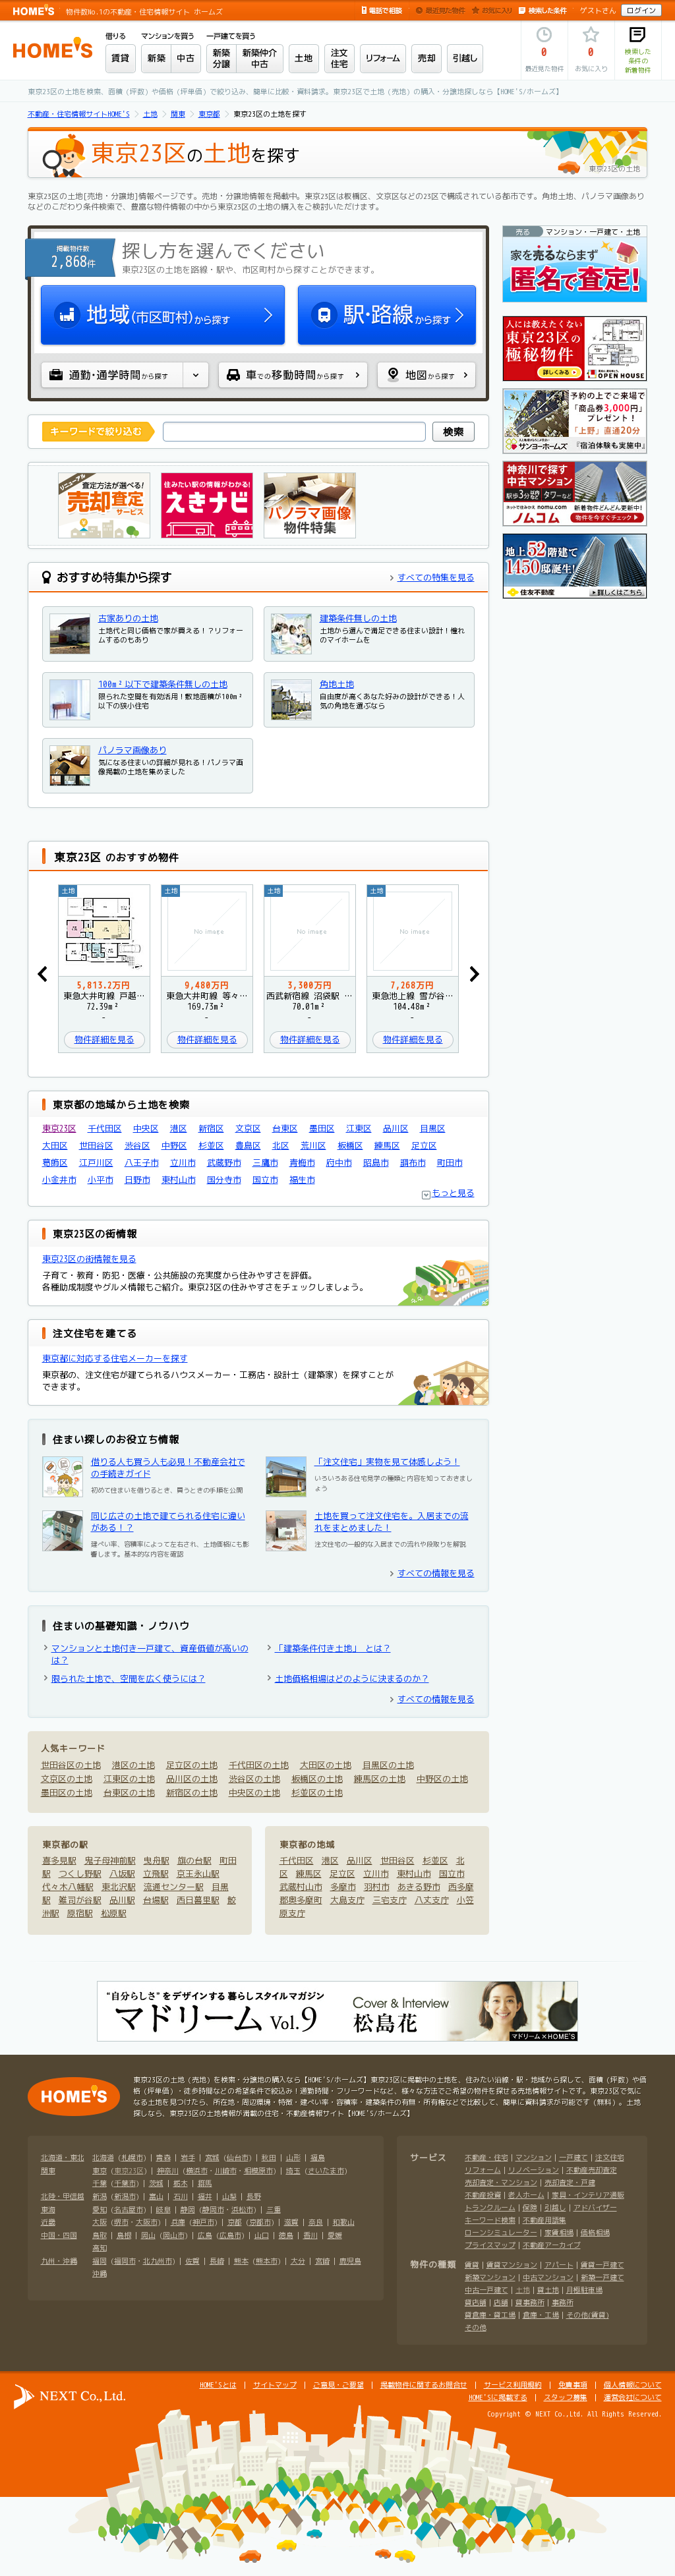 HOME'S 物件数No.1の不動産・住宅情報サイト ホームズ
電話で相談 最近見た物件 お気に入り 検索した条件 ゲストさん ログイン
HOME'S
借りる マンションを買う 一戸建てを買う
賃貸 新築 中古 新築分譲 新築仲介中古 土地 注文住宅 リフォーム 売却 引越し
0 最近見た物件
0 お気に入り
検索した条件の新着物件
東京23区の土地を検索。面積（坪数）や価格（坪単価）で絞り込み、簡単に比較・資料請求。東京23区で土地（売地）の購入・分譲地探しなら【HOME'S/ホームズ】
不動産・住宅情報サイトHOME'S 土地 関東 東京都 東京23区の土地を探す
東京23区の土地を探す
東京23区の土地
東京23区の土地[売地・分譲地]情報ページです。売地・分譲地情報を掲載中。東京23区は板橋区、文京区などの23区で構成されている都市です。角地土地、パノラマ画像あり
などのこだわり条件検索で、豊富な物件情報の中から東京23区の土地の購入をご検討いただけます。
掲載物件数
2,868件
探し方を選んでください
東京23区の土地を路線・駅や、市区町村から探すことができます。
地域(市区町村)から探す
駅・路線から探す
通勤・通学時間から探す
車での移動時間から探す
地図から探す
売る マンション・一戸建て・土地
家を売るならまず
匿名で査定!
人には教えたくない
東京23区の
極秘物件
詳しくみる
OPEN HOUSE
予約の上でご来場で
「商品券3,000円」
プレゼント！
「上野」直通20分
サンヨーホームズ
『宿泊体験も実施中』
神奈川で探す
中古マンション
駅歩3分以内 タワーなど
ネットで住まさがせ nomu.com 新着物件どんどん更新中!
ノムコム 物件を今すぐチェック
地上52階建て
1450邸誕生!
住友不動産 詳しくはこちら
キーワードで絞り込む 検索
リニューアル
査定方法が選べる!
売却査定
サービス
住みたい駅の情報がわかる!
えきナビ
パノラマ画像
物件特集
おすすめ特集から探す
すべての特集を見る
古家ありの土地
土地代と同じ価格で家が買える！？リフォームするのもあり
建築条件無しの土地
土地から選んで満足できる住まい設計！憧れのマイホームを
100m²以下で建築条件無しの土地
限られた空間を有効活用！敷地面積が100m²以下の狭小住宅
角地土地
自由度が高くあなた好みの設計ができる！人気の角地を選ぶなら
パノラマ画像あり
気になる住まいの詳細が見れる！パノラマ画像掲載の土地を集めました
東京23区 のおすすめ物件
土地 5,813.2万円 東急大井町線 戸越… 72.39m² - 物件詳細を見る
土地 No image 9,480万円 東急大井町線 等々… 169.73m² - 物件詳細を見る
土地 No image 3,300万円 西武新宿線 沼袋駅 … 70.01m² - 物件詳細を見る
土地 No image 7,268万円 東急池上線 雪が谷… 104.48m² - 物件詳細を見る
東京都の地域から土地を検索
東京23区 千代田区 中央区 港区 新宿区 文京区 台東区 墨田区 江東区 品川区 目黒区
大田区 世田谷区 渋谷区 中野区 杉並区 豊島区 北区 荒川区 板橋区 練馬区 足立区
葛飾区 江戸川区 八王子市 立川市 武蔵野市 三鷹市 青梅市 府中市 昭島市 調布市 町田市
小金井市 小平市 日野市 東村山市 国分寺市 国立市 福生市
もっと見る
東京23区の街情報
東京23区の街情報を見る
子育て・教育・防犯・医療・公共施設の充実度から住みやすさを評価。
各種助成制度やグルメ情報もご紹介。東京23区の住みやすさをチェックしましょう。
注文住宅を建てる
東京都に対応する住宅メーカーを探す
東京都の、注文住宅が建てられるハウスメーカー・工務店・設計士（建築家）を探すことができます。
住まい探しのお役立ち情報
借りる人も買う人も必見！不動産会社での手続きガイド
初めて住まいを借りるとき、買うときの手順を公開
「注文住宅」実物を見て体感しよう！
いろいろある住宅見学の種類と内容を知っておきましょう
同じ広さの土地で建てられる住宅に違いがある！？
建ぺい率、容積率によって左右され、土地価格にも影響します。基本的な内容を確認
土地を買って注文住宅を。入居までの流れをまとめました！
注文住宅の一般的な入居までの流れや段取りを解説
すべての情報を見る
住まいの基礎知識・ノウハウ
マンションと土地付き一戸建て、資産価値が高いのは？
「建築条件付き土地」 とは？
限られた土地で、空間を広く使うには？
土地価格相場はどのように決まるのか？
すべての情報を見る
人気キーワード
世田谷区の土地 港区の土地 足立区の土地 千代田区の土地 大田区の土地 目黒区の土地
文京区の土地 江東区の土地 品川区の土地 渋谷区の土地 板橋区の土地 練馬区の土地 中野区の土地
墨田区の土地 台東区の土地 新宿区の土地 中央区の土地 杉並区の土地
東京都の駅
喜多見駅 鬼子母神前駅 曳舟駅 旗の台駅 町田駅 つくし野駅 八坂駅 立飛駅 京王永山駅
代々木八幡駅 東北沢駅 流通センター駅 目黒駅 雑司が谷駅 品川駅 台場駅 西日暮里駅 鮫洲駅 原宿駅 松原駅
東京都の地域
千代田区 港区 品川区 世田谷区 杉並区 北区 練馬区 足立区 立川市 東村山市 国立市
武蔵村山市 多摩市 羽村市 あきる野市 西多摩郡奥多摩町 大島支庁 三宅支庁 八丈支庁 小笠原支庁
“自分らしさ”をデザインする暮らしスタイルマガジン
マドリーム Vol.9
Cover & Interview
松島花
マドリーム×HOME'S
HOME'S
東京23区の土地（売地）を検索・分譲地の購入なら【HOME'S/ホームズ】東京23区に掲載中の土地を、住みたい沿線・駅・地域から探して、面積（坪数）や価格（坪単価）・徒歩時間などの希望条件で絞込み！通勤時間・フリーワードなど、様々な方法でご希望の物件を探せる売地情報サイトです。東京23区で気になる土地を見つけたら、所在地・周辺環境・特徴・建ぺい率・容積率・建築条件の有無・所有権などで比較して、簡単に資料請求が可能です（無料）。土地探しなら、東京23区の土地情報が満載の住宅・不動産情報サイト【HOME'S/ホームズ】
北海道・東北 北海道 (札幌市) | 青森 | 岩手 | 宮城 (仙台市) | 秋田 | 山形 | 福島
関東 東京 (東京23区) | 神奈川 (横浜市・川崎市・相模原市) | 埼玉 (さいたま市)
千葉 (千葉市) | 茨城 | 栃木 | 群馬
北陸・甲信越 新潟 (新潟市) | 富山 | 石川 | 福井 | 山梨 | 長野
東海 愛知 (名古屋市) | 岐阜 | 静岡 (静岡市・浜松市) | 三重
近畿 大阪 (堺市・大阪市) | 兵庫 (神戸市) | 京都 (京都市) | 滋賀 | 奈良 | 和歌山
中国・四国 鳥取 | 島根 | 岡山 (岡山市) | 広島 (広島市) | 山口 | 徳島 | 香川 | 愛媛
高知
九州・沖縄 福岡 (福岡市・北九州市) | 佐賀 | 長崎 | 熊本 (熊本市) | 大分 | 宮崎 | 鹿児島
沖縄
サービス 不動産・住宅 | マンション | 一戸建て | 注文住宅
リフォーム | リノベーション | 不動産売却査定
売却査定・マンション | 売却査定・戸建
不動産投資 | 老人ホーム | 家具・インテリア通販
トランクルーム | 保険 | 引越し | アドバイザー
キーワード検索 | 不動産用語集
ローンシミュレーター | 家賃相場 | 価格相場
プライスマップ | 不動産アーカイブ
物件の種類 賃貸 | 賃貸マンション | アパート | 賃貸一戸建て
新築マンション | 中古マンション | 新築一戸建て
中古一戸建て | 土地 | 貸土地 | 月極駐車場
貸店舗 | 店舗 | 貸事務所 | 事務所
貸倉庫・貸工場 | 倉庫・工場 | その他(賃貸)
その他
NEXT Co.,Ltd.
HOME'Sとは | サイトマップ | ご意見・ご要望 | 掲載物件に関するお問合せ | サービス利用規約 | 免責事項 | 個人情報について
HOME'Sに掲載する | スタッフ募集 | 運営会社について
Copyright © NEXT Co.,Ltd. All Rights Reserved.